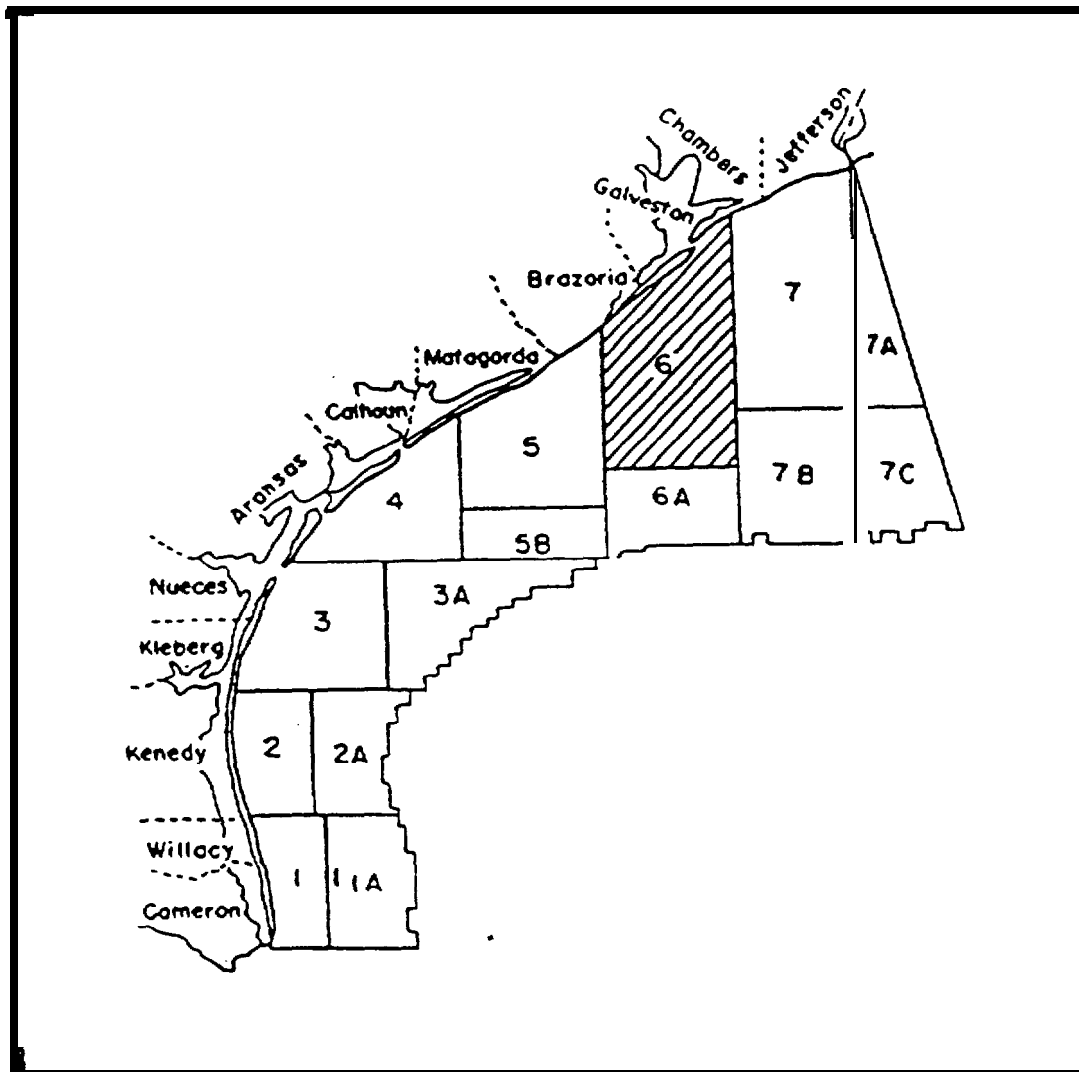 Jefferson
Chambers
Galveston
Brazoria
7
7A
Matagorda
6
Calhoun
5
7B
7C
Aransas
4
6A
5B
Nueces
3A
3
Kleberg
2
2A
Kenedy
Willacy
1
1A
Cameron